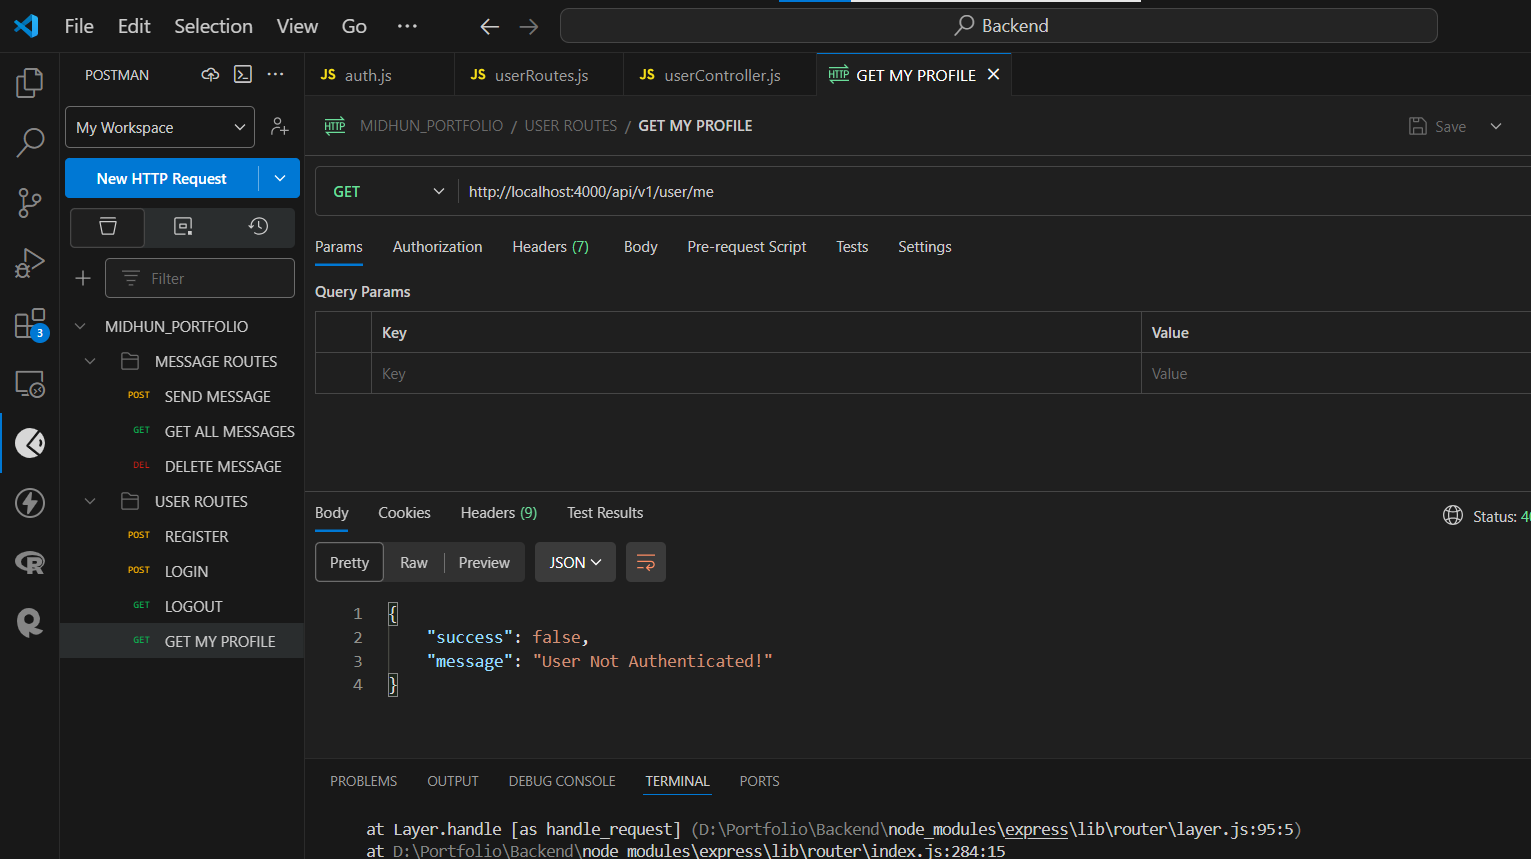 File Edit Selection View Go ... Backend
POSTMAN ...
JS auth.js JS userRoutes.js JS userController.js HTTP GET MY PROFILE
My Workspace
HTTP MIDHUN_PORTFOLIO / USER ROUTES / GET MY PROFILE Save
New HTTP Request
GET http://localhost:4000/api/v1/user/me
Params Authorization Headers (7) Body Pre-request Script Tests Settings
Filter
Query Params
Key Value
Key Value
3
MIDHUN_PORTFOLIO
MESSAGE ROUTES
POST SEND MESSAGE
GET GET ALL MESSAGES
DEL DELETE MESSAGE
USER ROUTES
POST REGISTER
POST LOGIN
GET LOGOUT
GET GET MY PROFILE
R
Body Cookies Headers (9) Test Results Status: 40
Pretty Raw Preview JSON
1 {
2 "success": false,
3 "message": "User Not Authenticated!"
4 }
PROBLEMS OUTPUT DEBUG CONSOLE TERMINAL PORTS
at Layer.handle [as handle_request] (D:\Portfolio\Backend\node_modules\express\lib\router\layer.js:95:5)
at D:\Portfolio\Backend\node_modules\express\lib\router\index.js:284:15